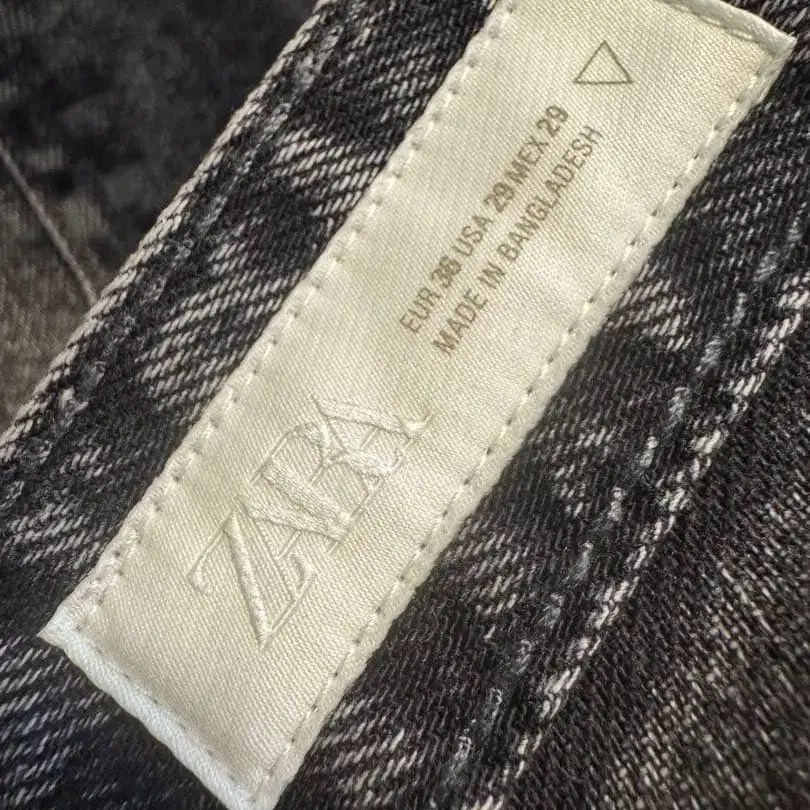 ZARA
EUR 36 USA 29 MEX 29
MADE IN BANGLADESH